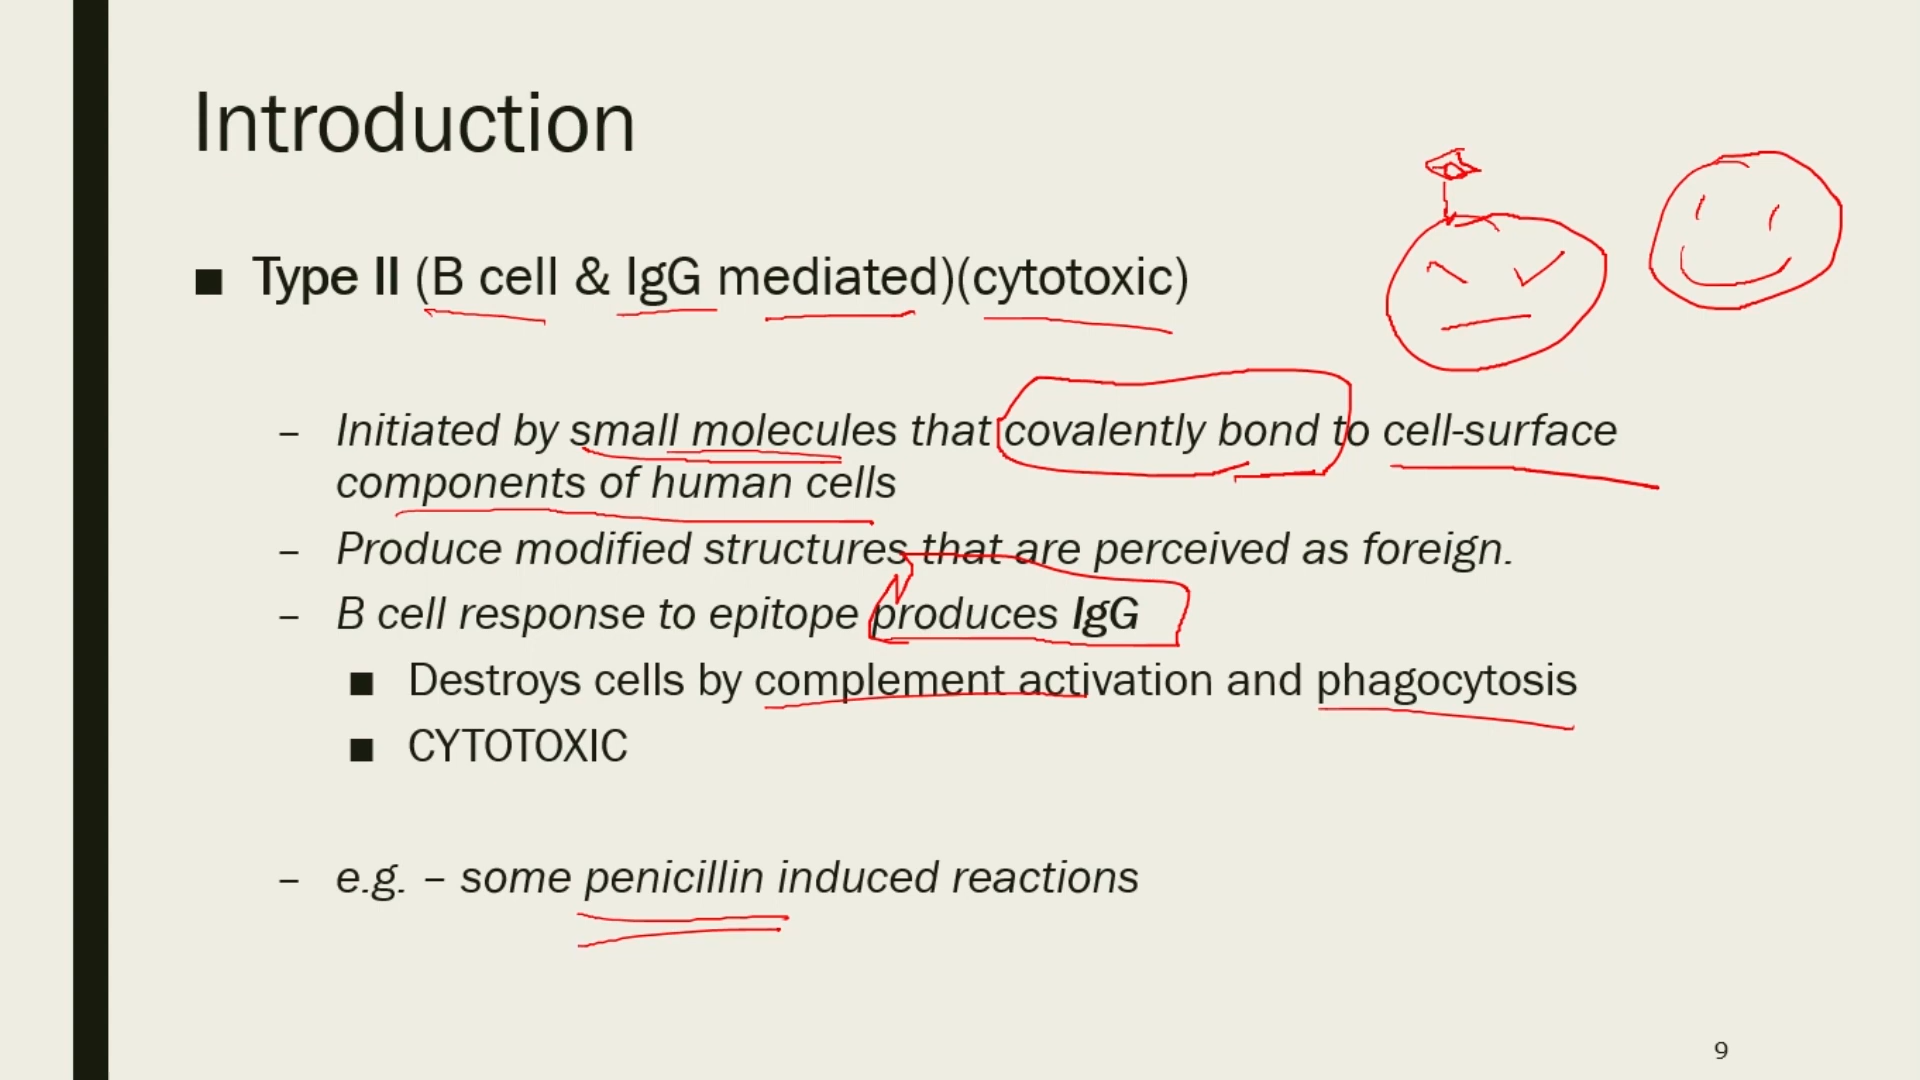 Introduction
■ Type II (B cell & IgG mediated)(cytotoxic)
– Initiated by small molecules that covalently bond to cell-surface
components of human cells
– Produce modified structures that are perceived as foreign.
– B cell response to epitope produces IgG
■ Destroys cells by complement activation and phagocytosis
■ CYTOTOXIC
– e.g. – some penicillin induced reactions
9